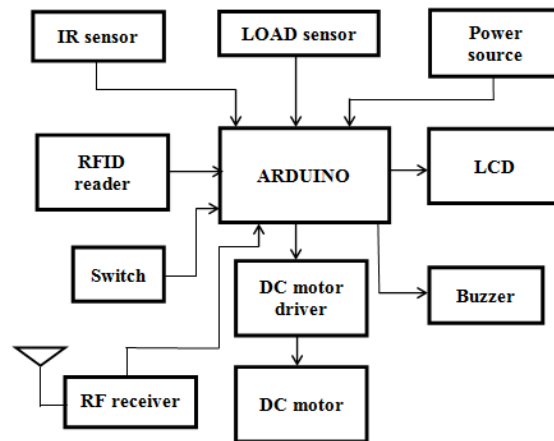 IR sensor
LOAD sensor
Power
source
RFID
reader
ARDUINO
LCD
Switch
DC motor
driver
Buzzer
RF receiver
DC motor